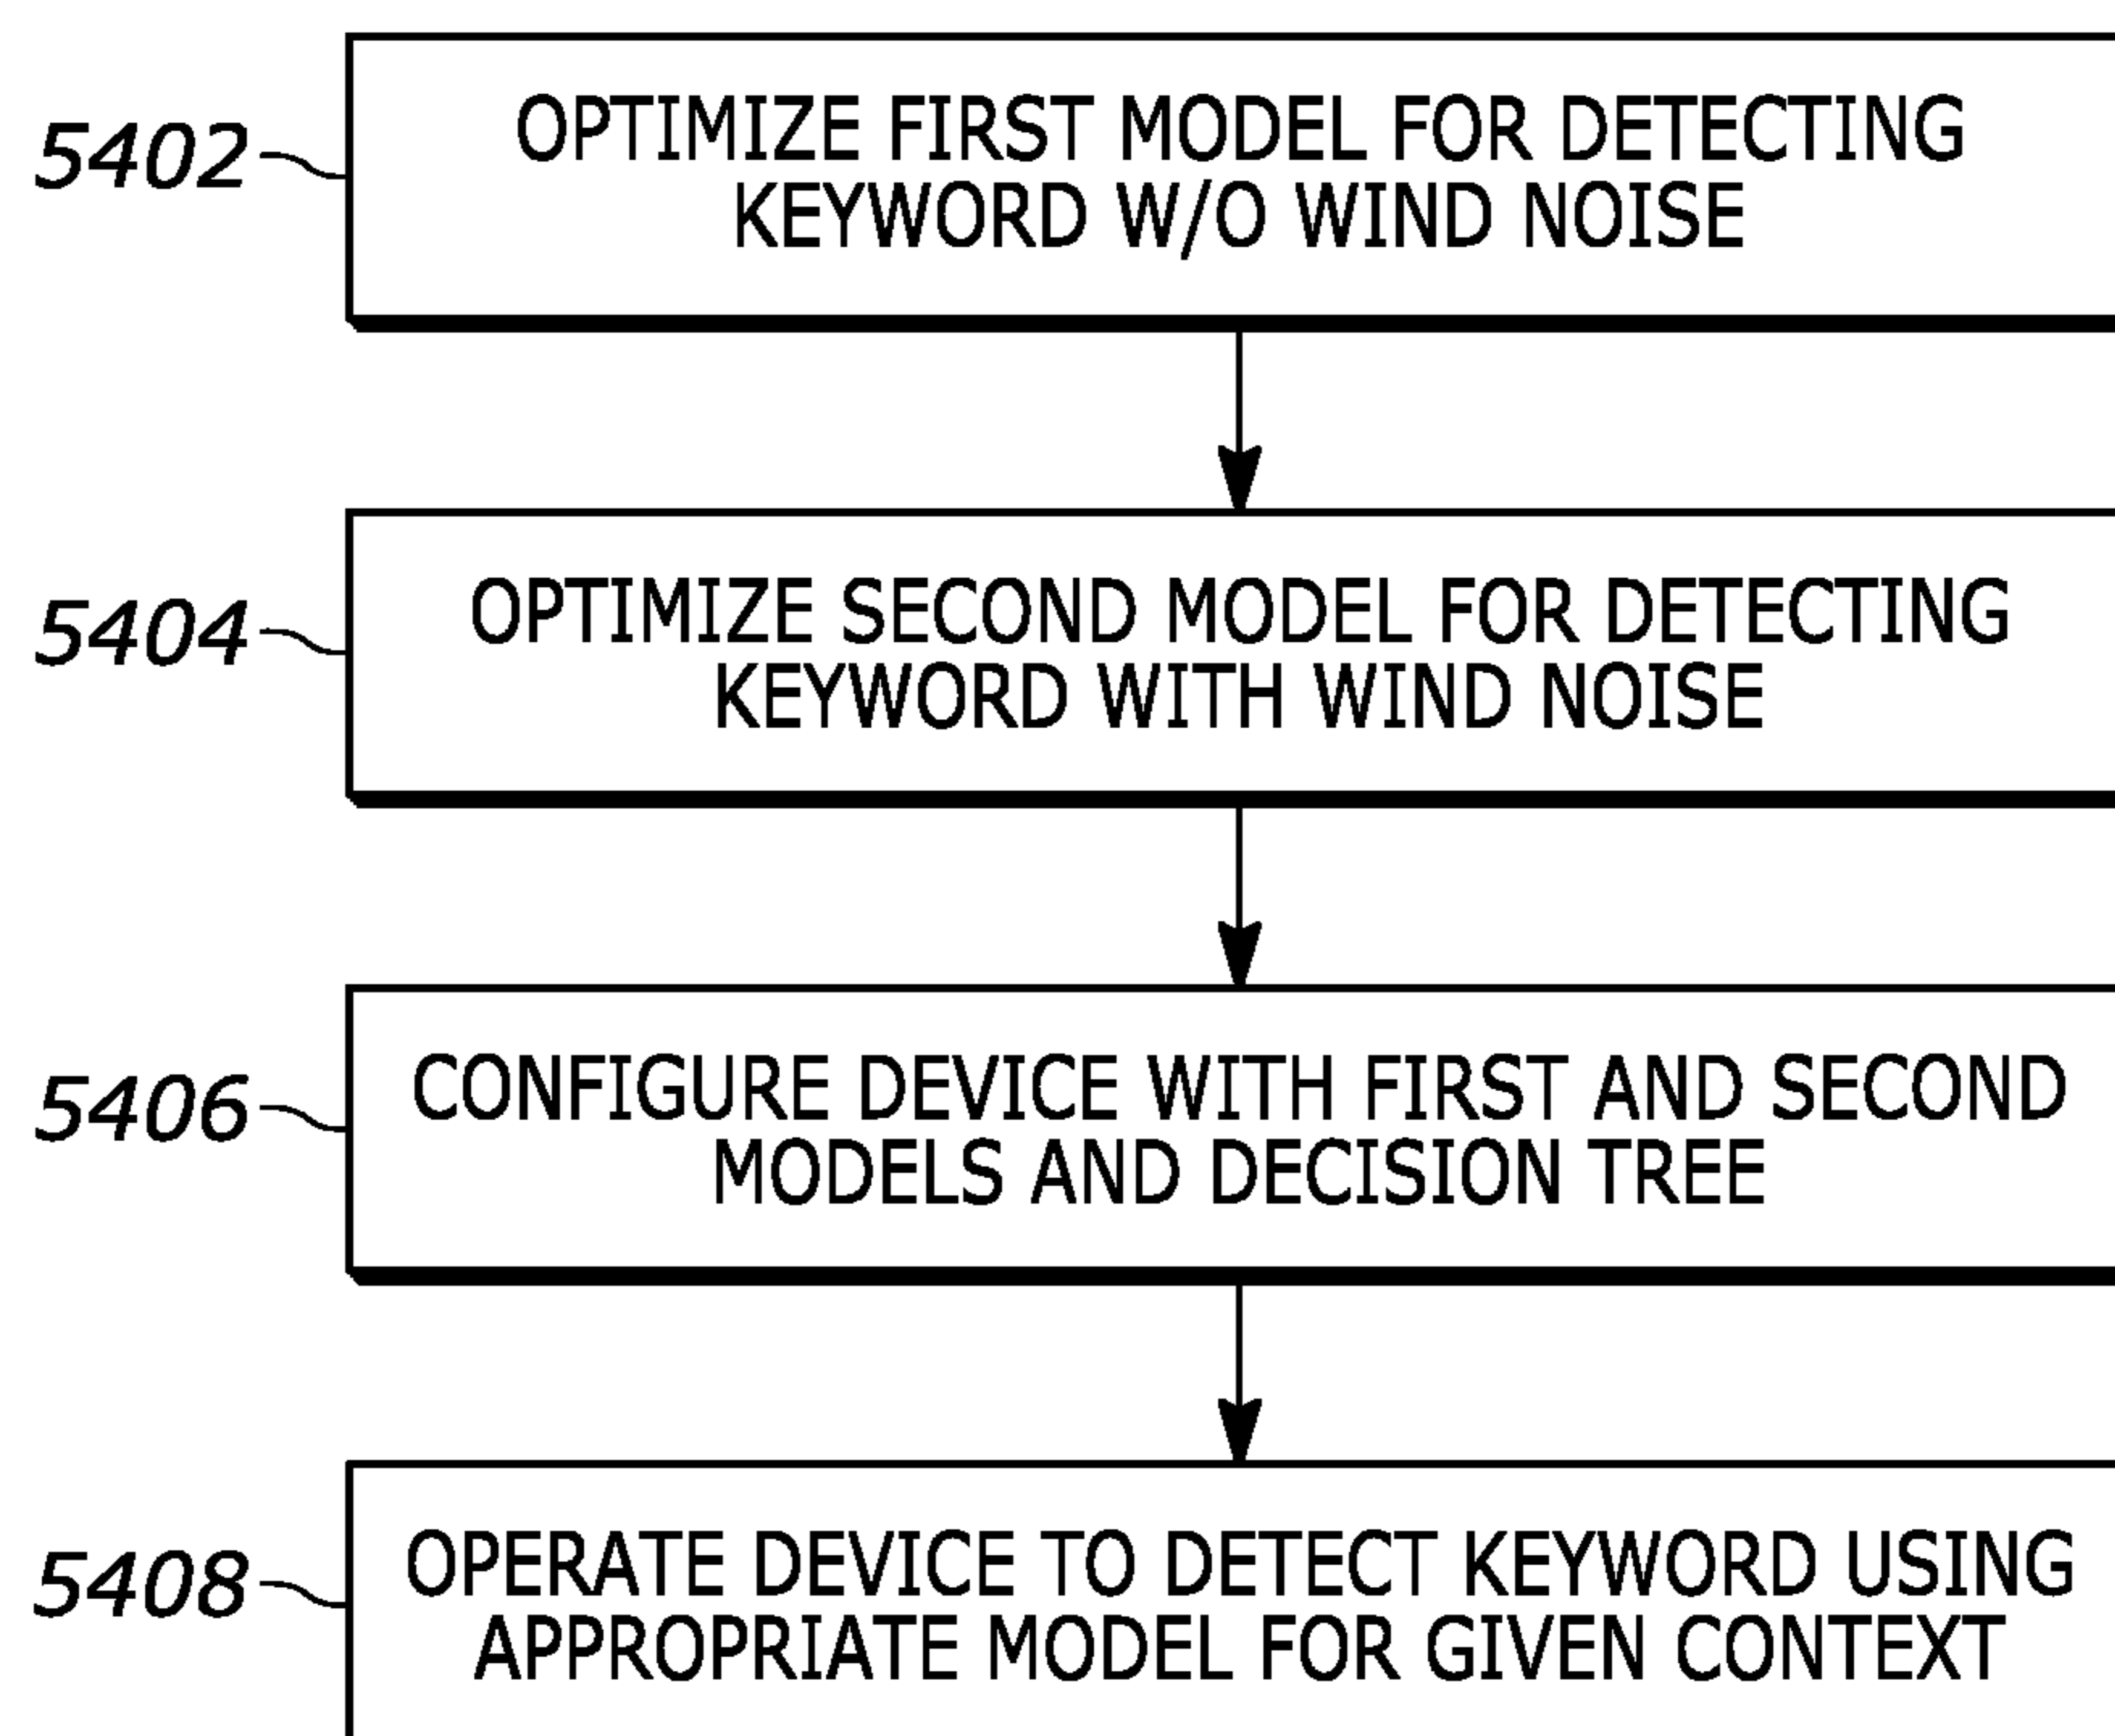 5402
OPTIMIZE FIRST MODEL FOR DETECTING
KEYWORD W/O WIND NOISE
5404
OPTIMIZE SECOND MODEL FOR DETECTING
KEYWORD WITH WIND NOISE
5406
CONFIGURE DEVICE WITH FIRST AND SECOND
MODELS AND DECISION TREE
5408
OPERATE DEVICE TO DETECT KEYWORD USING
APPROPRIATE MODEL FOR GIVEN CONTEXT